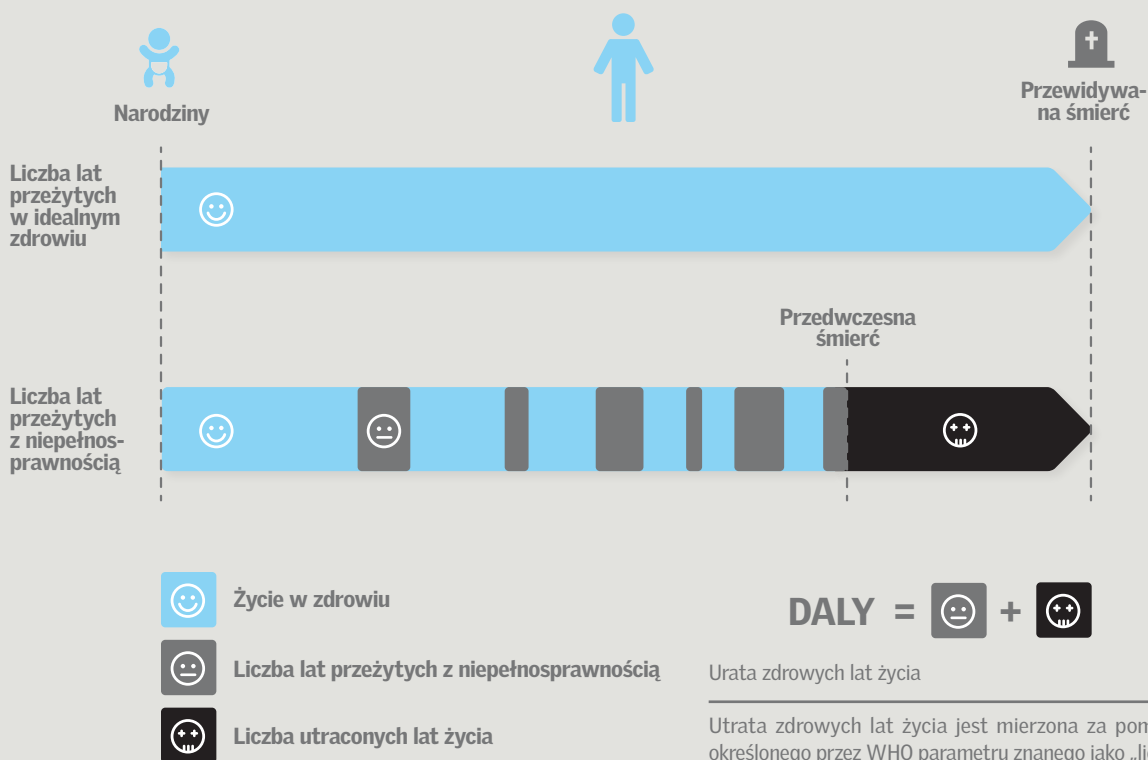 Narodziny
Przewidywa-
na śmierć
Liczba lat
przeżytych
w idealnym
zdrowiu
Przedwczesna
śmierć
Liczba lat
przeżytych
z niepełnos-
prawnością
Życie w zdrowiu
Liczba lat przeżytych z niepełnosprawnością
Liczba utraconych lat życia
DALY = +
Urata zdrowych lat życia
Utrata zdrowych lat życia jest mierzona za pom
określonego przez WHO parametru znanego jako „lic